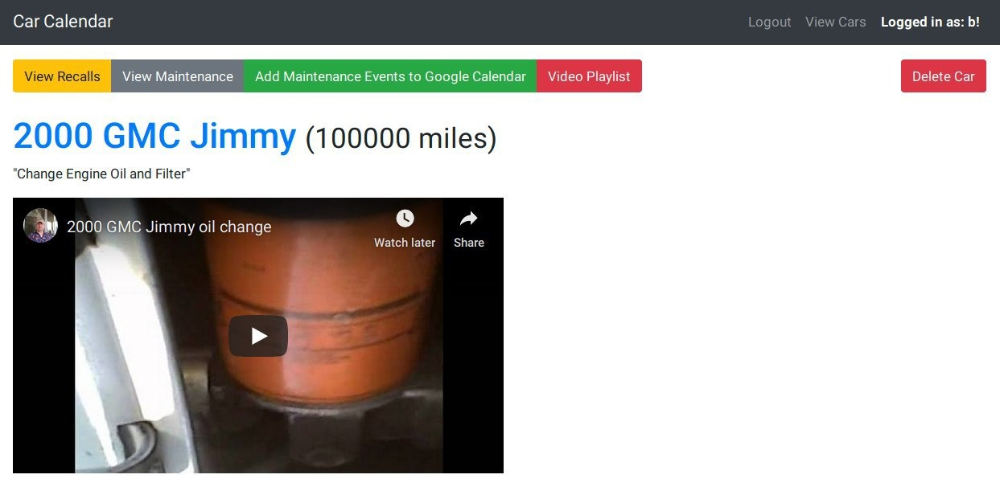 Car Calendar
Logout View Cars Logged in as: b!
View Recalls View Maintenance Add Maintenance Events to Google Calendar Video Playlist Delete Car
2000 GMC Jimmy (100000 miles)
"Change Engine Oil and Filter"
2000 GMC Jimmy oil change
Watch later Share